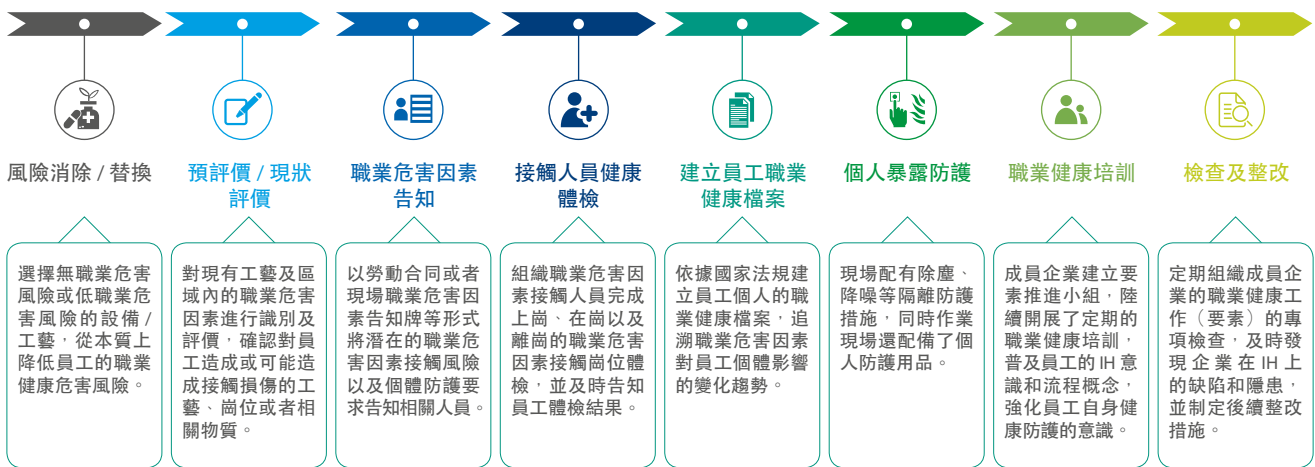 風險消除 / 替換
預評價 / 現狀
評價
職業危害因素
告知
接觸人員健康
體檢
建立員工職業
健康檔案
個人暴露防護
職業健康培訓
檢查及整改
選擇無職業危害
風險或低職業危
害風險的設備 /
工藝，從本質上
降低員工的職業
健康危害風險。
對現有工藝及區
域內的職業危害
因素進行識別及
評價，確認對員
工造成或可能造
成接觸損傷的工
藝、崗位或者相
關物質。
以勞動合同或者
現場職業危害因
素告知牌等形式
將潛在的職業危
害因素接觸風險
以及個體防護要
求告知相關人員。
組織職業危害因
素接觸人員完成
上崗、在崗以及
離崗的職業危害
因素接觸崗位體
檢，並及時告知
員工體檢結果。
依據國家法規建
立員工個人的職
業健康檔案，追
溯職業危害因素
對員工個體影響
的變化趨勢。
現場配有除塵、
降噪等隔離防護
措施，同時作業
現場還配備了個
人防護用品。
成員企業建立要
素推進小組，陸
續開展了定期的
職業健康培訓，
普及員工的 IH 意
識和流程概念，
強化員工自身健
康防護的意識。
定期組織成員企
業的職業健康工
作（要素）的專
項檢查，及時發
現企業在 IH 上
的缺陷和隱患，
並制定後續整改
措施。